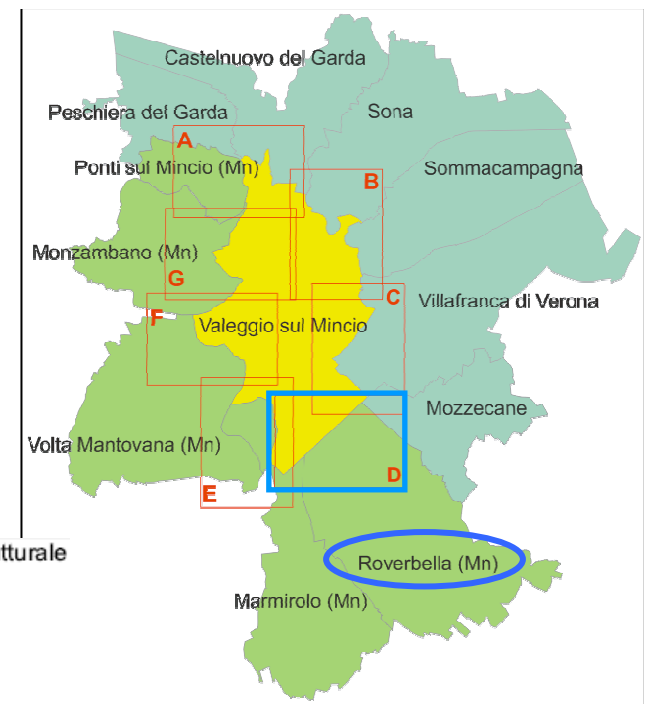 Castelnuovo del Garda
Peschiera del Garda
Sona
A
Ponti sul Mincio (Mn)
Sommacampagna
B
Monzambano (Mn)
G
C
Villafranca di Verona
F
Valeggio sul Mincio
Mozzecane
Volta Mantovana (Mn)
D
E
tturale
Roverbella (Mn)
Marmirolo (Mn)